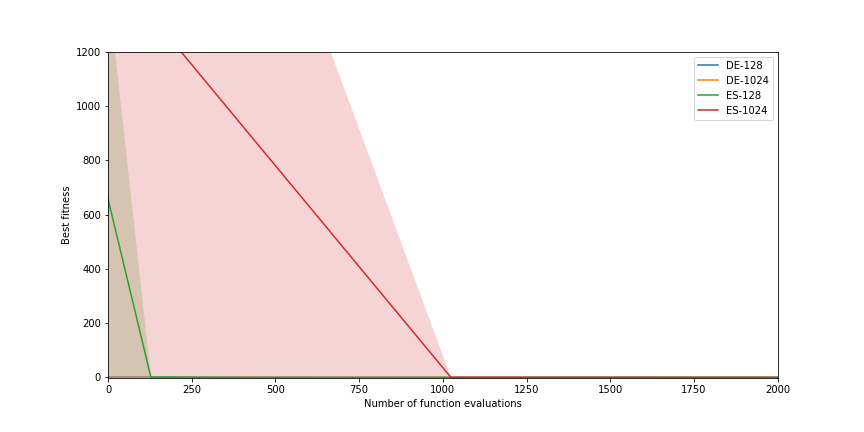 1200
1000
800
600
400
200
0
Best fitness
0 250 500 750 1000 1250 1500 1750 2000
Number of function evaluations
DE-128
DE-1024
ES-128
ES-1024